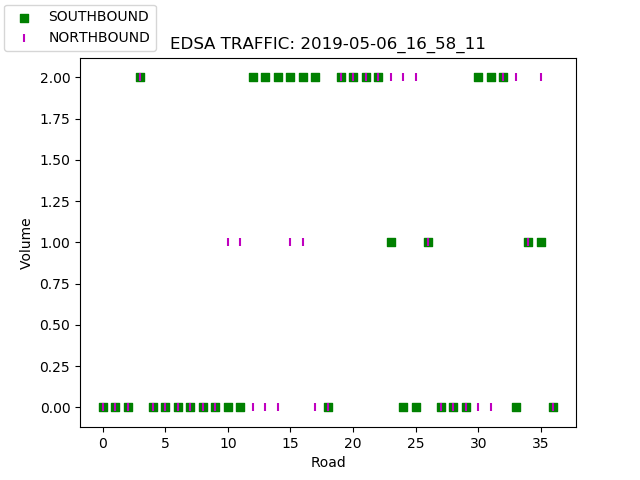 SOUTHBOUND
NORTHBOUND
EDSA TRAFFIC: 2019-05-06_16_58_11
2.00
1.75
1.50
1.25
1.00
0.75
0.50
0.25
0.00
Volume
0 5 10 15 20 25 30 35
Road